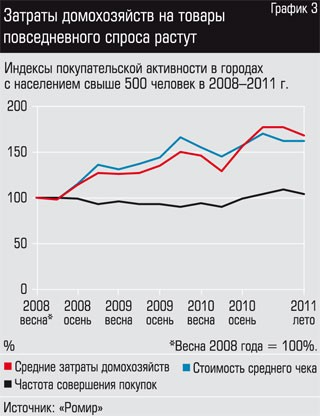 График 3
Затраты домохозяйств на товары
повседневного спроса растут
Индексы покупательской активности в городах
с населением свыше 500 человек в 2008–2011 г.
200
150
100
50
0
2008 2008 2009 2009 2010 2010 2011
весна* осень весна осень весна осень лето
% *Весна 2008 года = 100%.
Средние затраты домохозяйств Стоимость среднего чека
Частота совершения покупок
Источник: «Ромир»